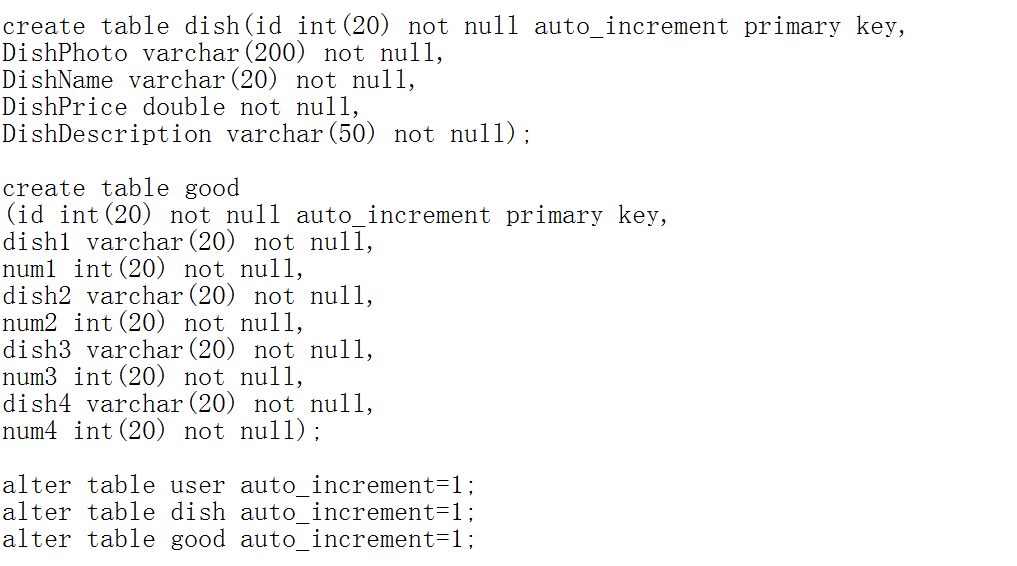 create table dish(id int(20) not null auto_increment primary key,
DishPhoto varchar(200) not null,
DishName varchar(20) not null,
DishPrice double not null,
DishDescription varchar(50) not null);
create table good
(id int(20) not null auto_increment primary key,
dish1 varchar(20) not null,
num1 int(20) not null,
dish2 varchar(20) not null,
num2 int(20) not null,
dish3 varchar(20) not null,
num3 int(20) not null,
dish4 varchar(20) not null,
num4 int(20) not null);
alter table user auto_increment=1;
alter table dish auto_increment=1;
alter table good auto_increment=1;